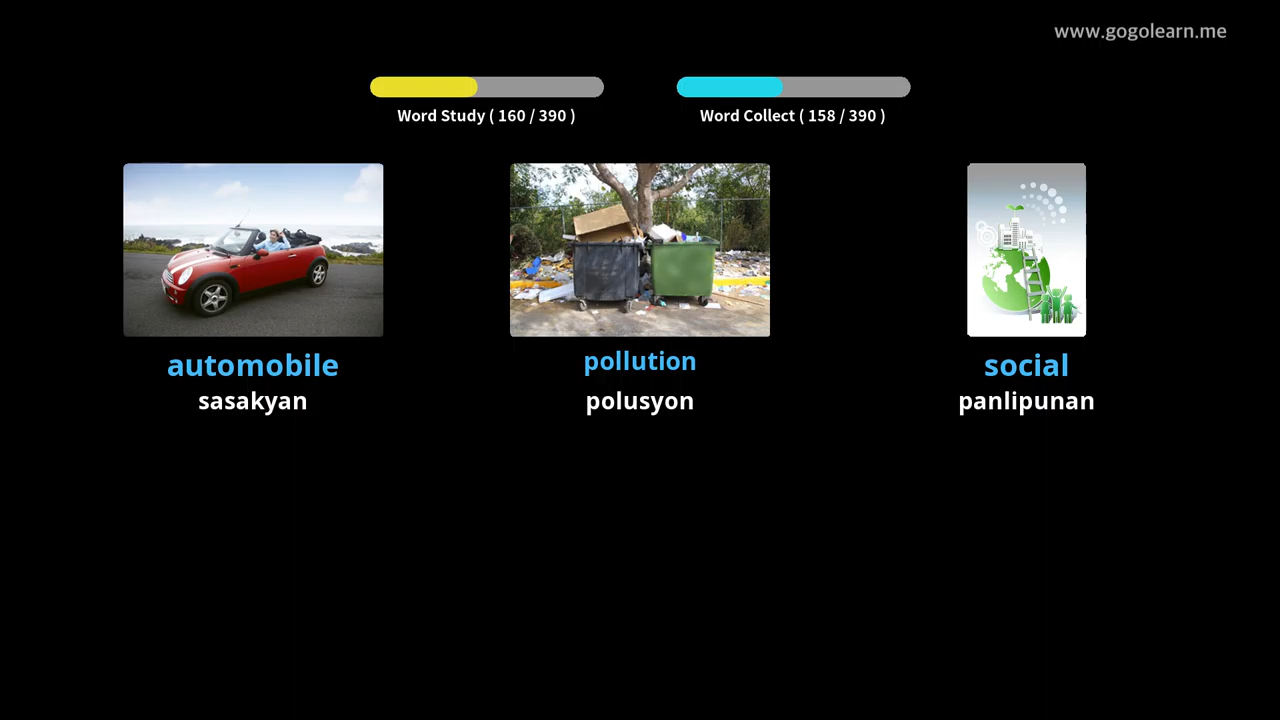 www.gogolearn.me
Word Study ( 160 / 390 )
Word Collect ( 158 / 390 )
automobile
sasakyan
pollution
polusyon
social
panlipunan